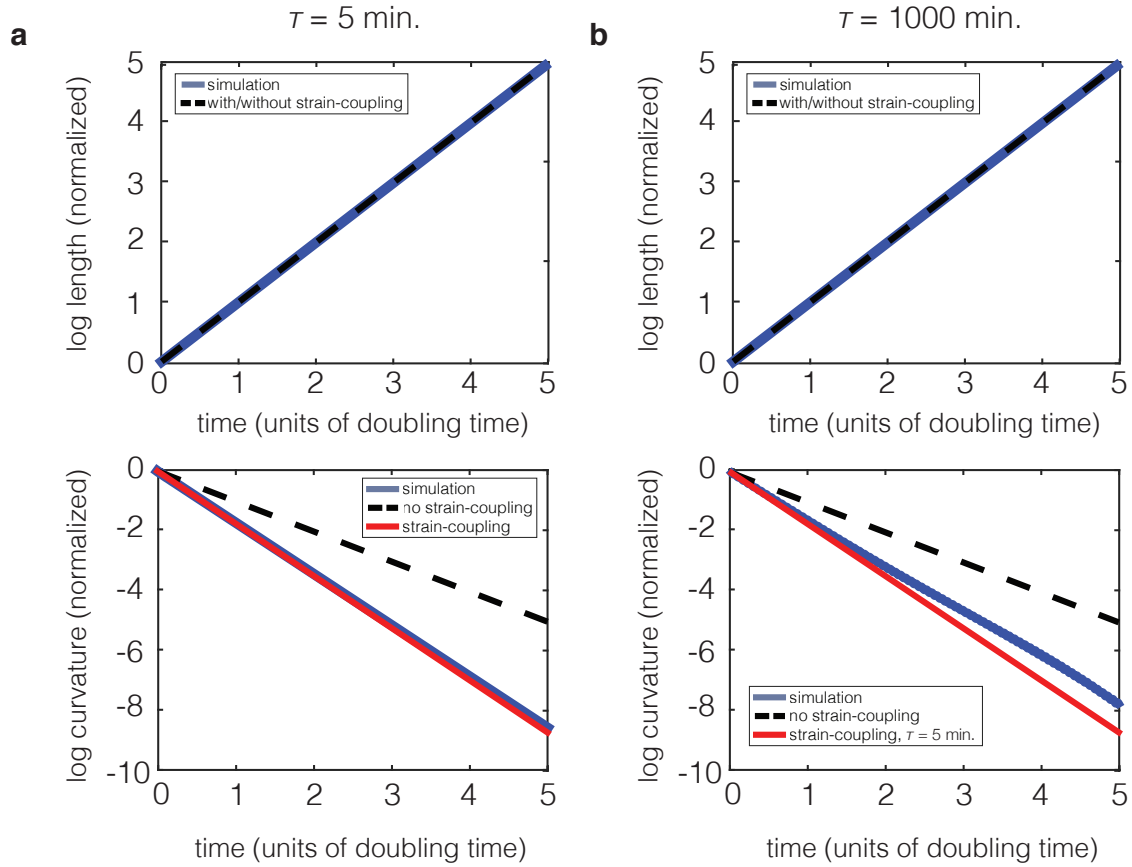 a
τ = 5 min.
5
4
3
2
1
0
log length (normalized)
simulation
with/without strain-coupling
0 1 2 3 4 5
time (units of doubling time)
0
-2
-4
-6
-8
-10
log curvature (normalized)
simulation
no strain-coupling
strain-coupling
0 1 2 3 4 5
time (units of doubling time)
b
τ = 1000 min.
5
4
3
2
1
0
log length (normalized)
simulation
with/without strain-coupling
0 1 2 3 4 5
time (units of doubling time)
0
-2
-4
-6
-8
-10
log curvature (normalized)
simulation
no strain-coupling
strain-coupling, τ = 5 min.
0 1 2 3 4 5
time (units of doubling time)